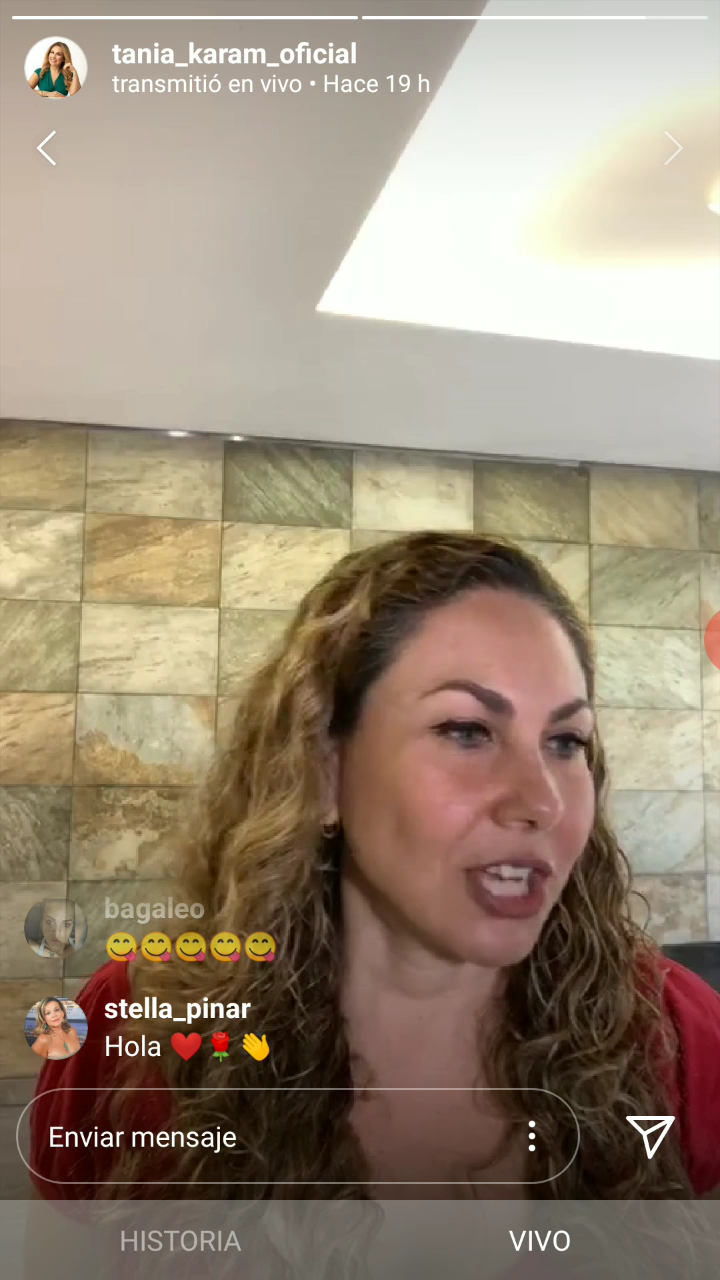 tania_karam_oficial
transmitió en vivo • Hace 19 h
bagaleo
😋😋😋😋😋
stella_pinar
Hola ❤️🌹👋
Enviar mensaje
HISTORIA
VIVO